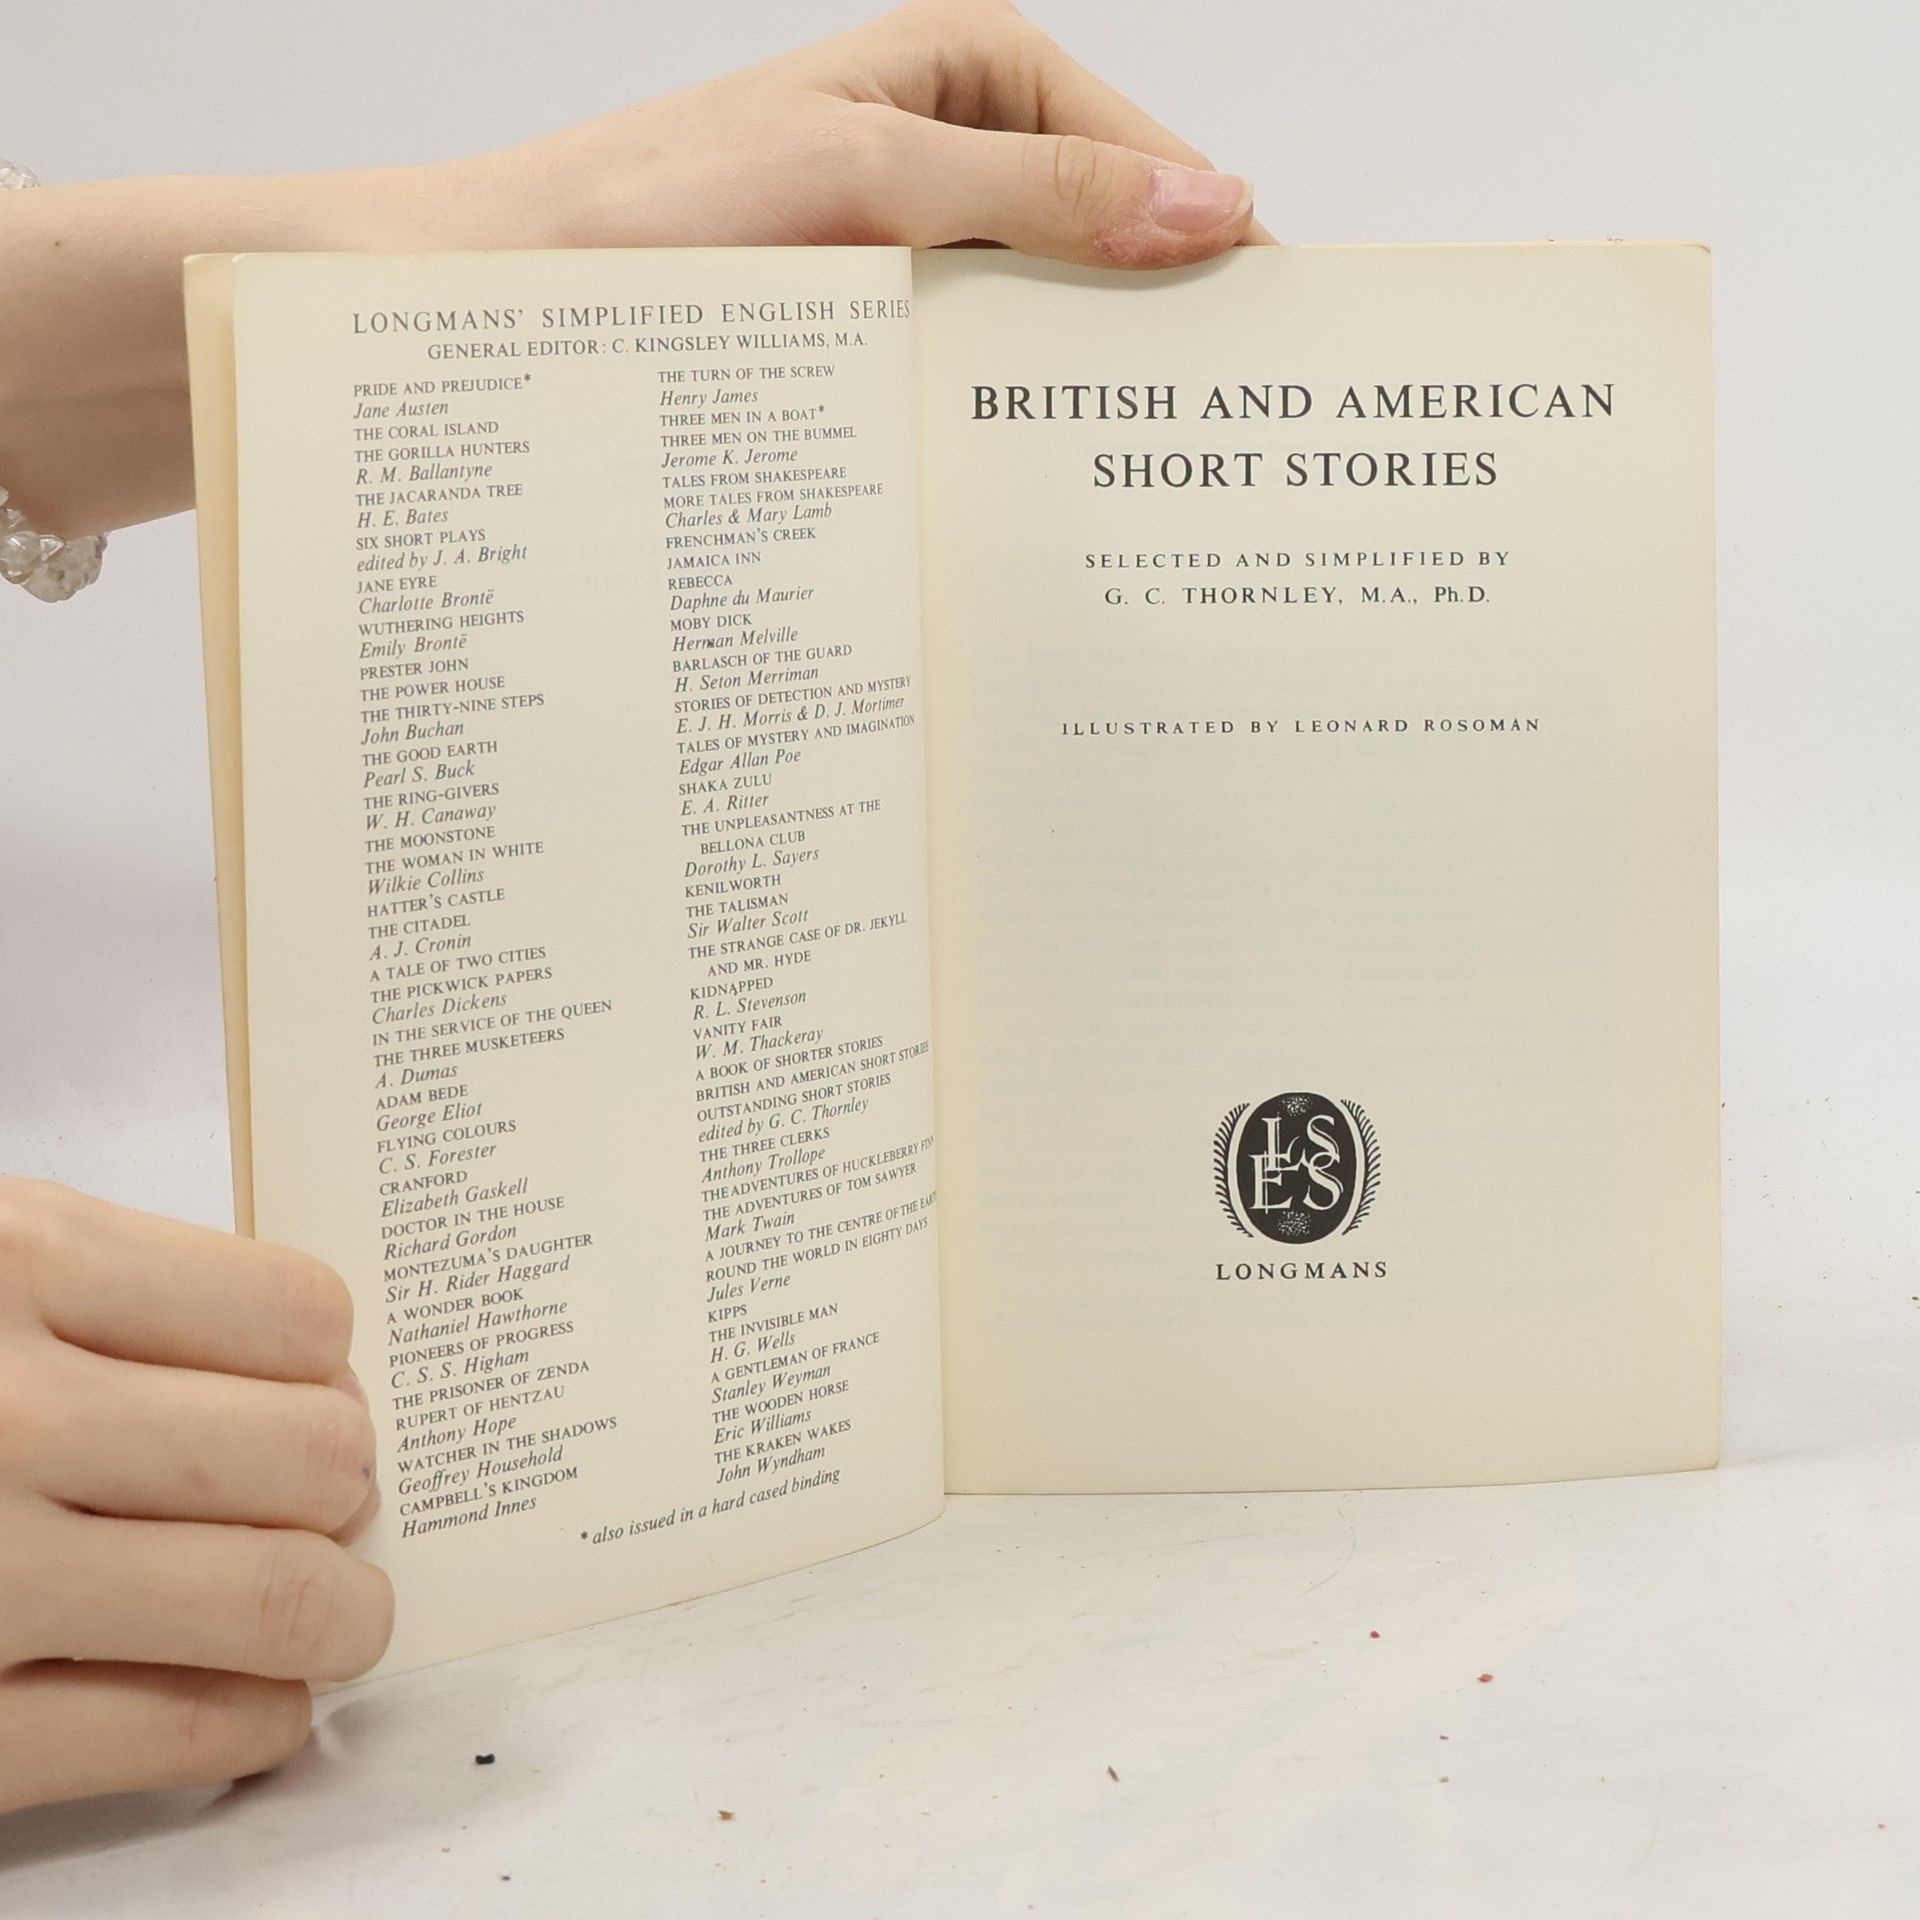 LONGMANS' SIMPLIFIED ENGLISH SERIES
GENERAL EDITOR: C. KINGSLEY WILLIAMS, M.A.
PRIDE AND PREJUDICE*
Jane Austen
THE CORAL ISLAND
THE GORILLA HUNTERS
R. M. Ballantyne
THE JACARANDA TREE
H. E. Bates
SIX SHORT PLAYS
edited by J. A. Bright
JANE EYRE
Charlotte Brontë
WUTHERING HEIGHTS
Emily Brontë
PRESTER JOHN
THE POWER HOUSE
THE THIRTY-NINE STEPS
John Buchan
THE GOOD EARTH
Pearl S. Buck
THE RING-GIVERS
W. H. Canaway
THE MOONSTONE
THE WOMAN IN WHITE
Wilkie Collins
HATTER'S CASTLE
THE CITADEL
A. J. Cronin
A TALE OF TWO CITIES
THE PICKWICK PAPERS
Charles Dickens
IN THE SERVICE OF THE QUEEN
THE THREE MUSKETEERS
A. Dumas
ADAM BEDE
George Eliot
FLYING COLOURS
C. S. Forester
CRANFORD
Elizabeth Gaskell
DOCTOR IN THE HOUSE
Richard Gordon
MONTEZUMA'S DAUGHTER
Sir H. Rider Haggard
A WONDER BOOK
Nathaniel Hawthorne
PIONEERS OF PROGRESS
C. S. S. Higham
THE PRISONER OF ZENDA
RUPERT OF HENTZAU
Anthony Hope
WATCHER IN THE SHADOWS
Geoffrey Household
CAMPBELL'S KINGDOM
Hammond Innes
THE TURN OF THE SCREW
Henry James
THREE MEN IN A BOAT*
THREE MEN ON THE BUMMEL
Jerome K. Jerome
TALES FROM SHAKESPEARE
MORE TALES FROM SHAKESPEARE
Charles & Mary Lamb
FRENCHMAN'S CREEK
JAMAICA INN
REBECCA
Daphne du Maurier
MOBY DICK
Herman Melville
BARLASCH OF THE GUARD
H. Seton Merriman
STORIES OF DETECTION AND MYSTERY
E. J. H. Morris & D. J. Mortimer
TALES OF MYSTERY AND IMAGINATION
Edgar Allan Poe
SHAKA ZULU
E. A. Ritter
THE UNPLEASANTNESS AT THE
BELLONA CLUB
Dorothy L. Sayers
KENILWORTH
THE TALISMAN
Sir Walter Scott
THE STRANGE CASE OF DR. JEKYLL
AND MR. HYDE
KIDNAPPED
R. L. Stevenson
VANITY FAIR
W. M. Thackeray
A BOOK OF SHORTER STORIES
BRITISH AND AMERICAN SHORT STORIES
OUTSTANDING SHORT STORIES
edited by G. C. Thornley
THE THREE CLERKS
Anthony Trollope
THE ADVENTURES OF HUCKLEBERRY FINN
THE ADVENTURES OF TOM SAWYER
Mark Twain
A JOURNEY TO THE CENTRE OF THE EARTH
ROUND THE WORLD IN EIGHTY DAYS
Jules Verne
KIPPS
THE INVISIBLE MAN
H. G. Wells
A GENTLEMAN OF FRANCE
Stanley Weyman
THE WOODEN HORSE
Eric Williams
THE KRAKEN WAKES
John Wyndham
* also issued in a hard cased binding
BRITISH AND AMERICAN
SHORT STORIES
SELECTED AND SIMPLIFIED BY
G. C. THORNLEY, M.A., Ph.D.
ILLUSTRATED BY LEONARD ROSOMAN
LS
ES
LONGMANS